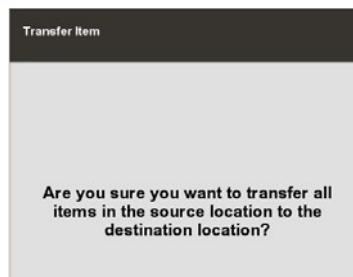 Transfer Item
Are you sure you want to transfer all
items in the source location to the
destination location?